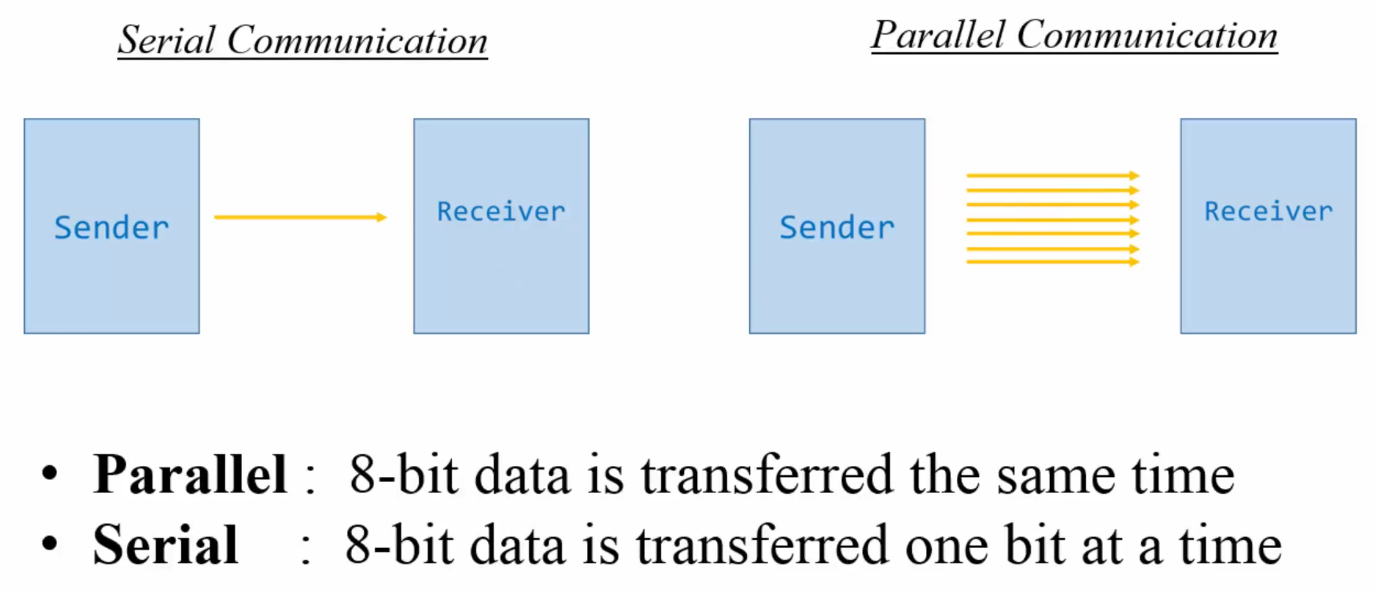 Serial Communication
Parallel Communication
Sender
Receiver
Sender
Receiver
• Parallel : 8-bit data is transferred the same time
• Serial : 8-bit data is transferred one bit at a time